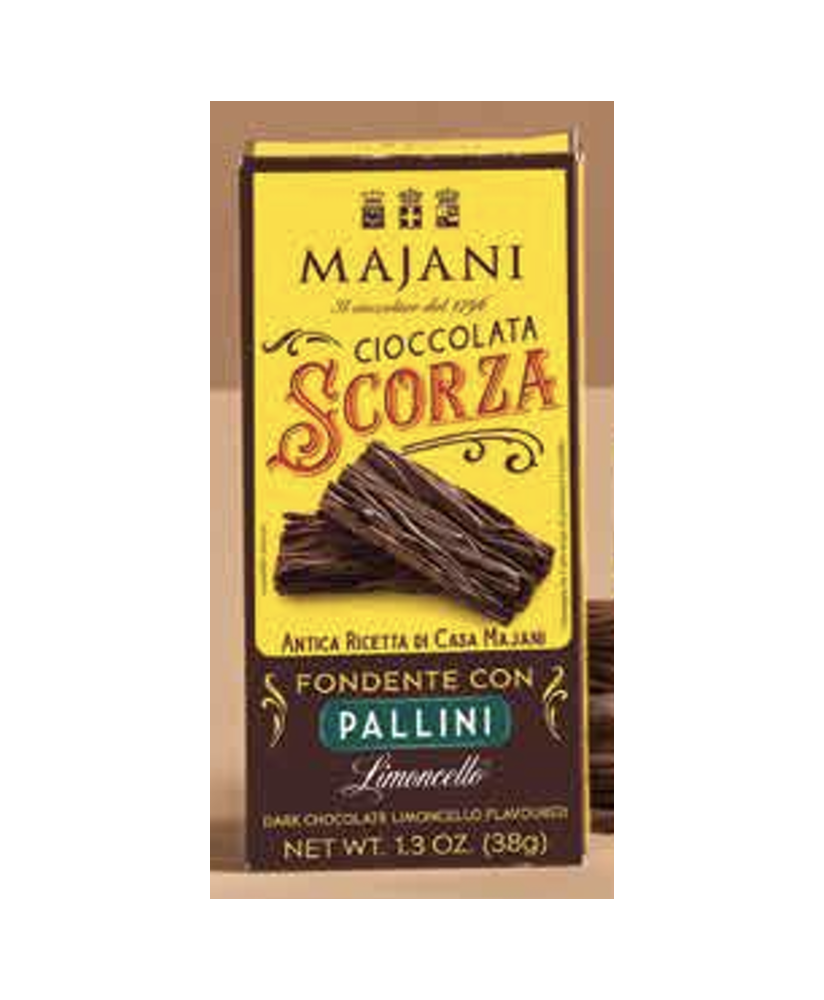 MAJANI
Il cioccolato dal 1796
CIOCCOLATA
SCORZA
ANTICA RICETTA DI CASA MAJANI
FONDENTE CON
PALLINI
Limoncello
DARK CHOCOLATE LIMONCELLO FLAVOURED
NET WT. 1.3 OZ. (38g)